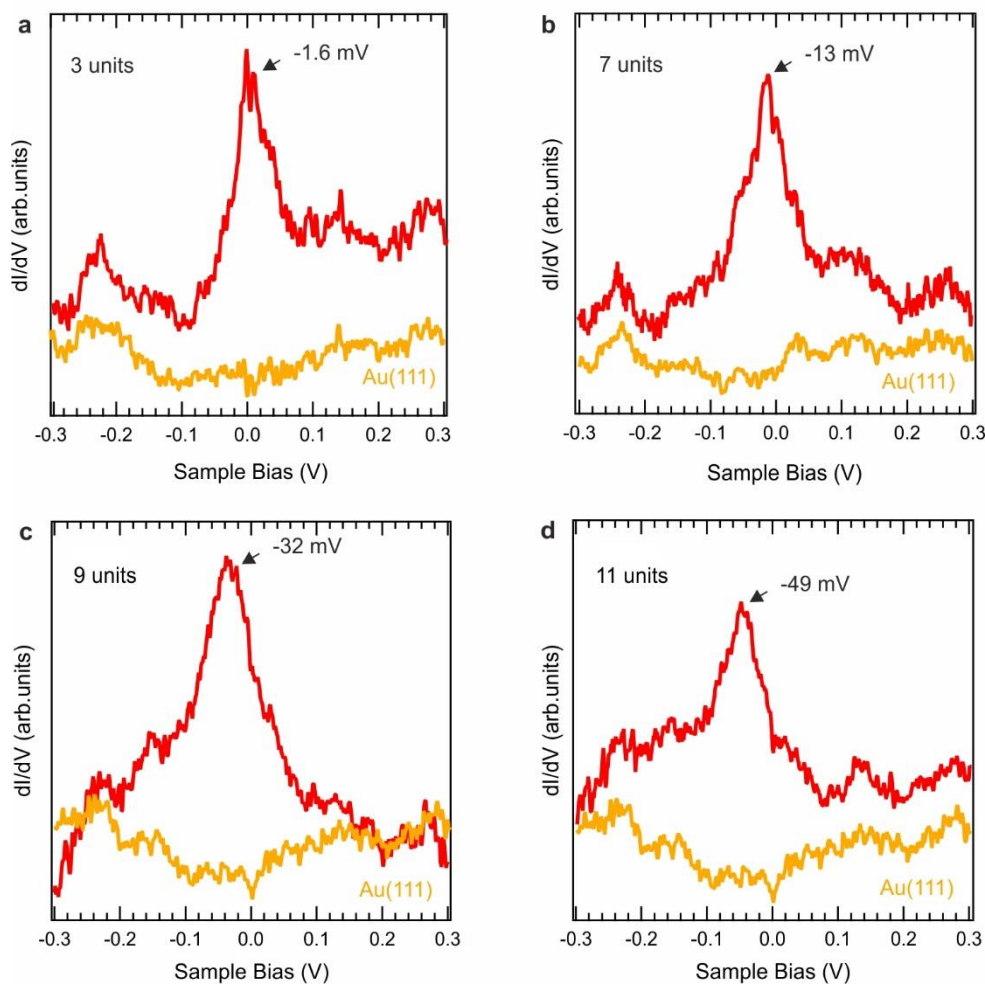 a
3 units
-1.6 mV
dI/dV (arb.units)
Au(111)
-0.3 -0.2 -0.1 0.0 0.1 0.2 0.3
Sample Bias (V)
b
7 units
-13 mV
dI/dV (arb.units)
Au(111)
-0.3 -0.2 -0.1 0.0 0.1 0.2 0.3
Sample Bias (V)
c
9 units
-32 mV
dI/dV (arb.units)
Au(111)
-0.3 -0.2 -0.1 0.0 0.1 0.2 0.3
Sample Bias (V)
d
11 units
-49 mV
dI/dV (arb.units)
Au(111)
-0.3 -0.2 -0.1 0.0 0.1 0.2 0.3
Sample Bias (V)